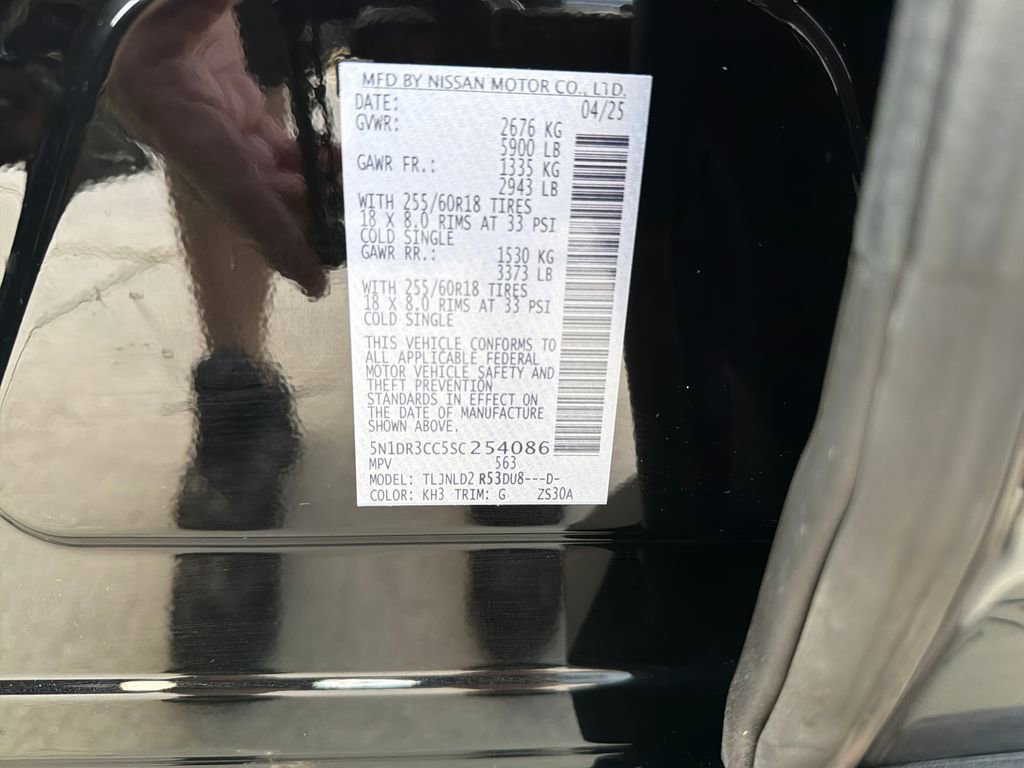 MFD BY NISSAN MOTOR CO., LTD.
DATE: 04/25
GVWR: 2676 KG
5900 LB
GAWR FR.: 1335 KG
2943 LB
WITH 255/60R18 TIRES
18 X 8.0 RIMS AT 33 PSI
COLD SINGLE
GAWR RR.: 1530 KG
3373 LB
WITH 255/60R18 TIRES
18 X 8.0 RIMS AT 33 PSI
COLD SINGLE
THIS VEHICLE CONFORMS TO
ALL APPLICABLE FEDERAL
MOTOR VEHICLE SAFETY AND
THEFT PREVENTION
STANDARDS IN EFFECT ON
THE DATE OF MANUFACTURE
SHOWN ABOVE.
5N1DR3CC5SC254086
MPV 563
MODEL: TLJNLD2 R53DU8---D-
COLOR: KH3 TRIM: G ZS30A